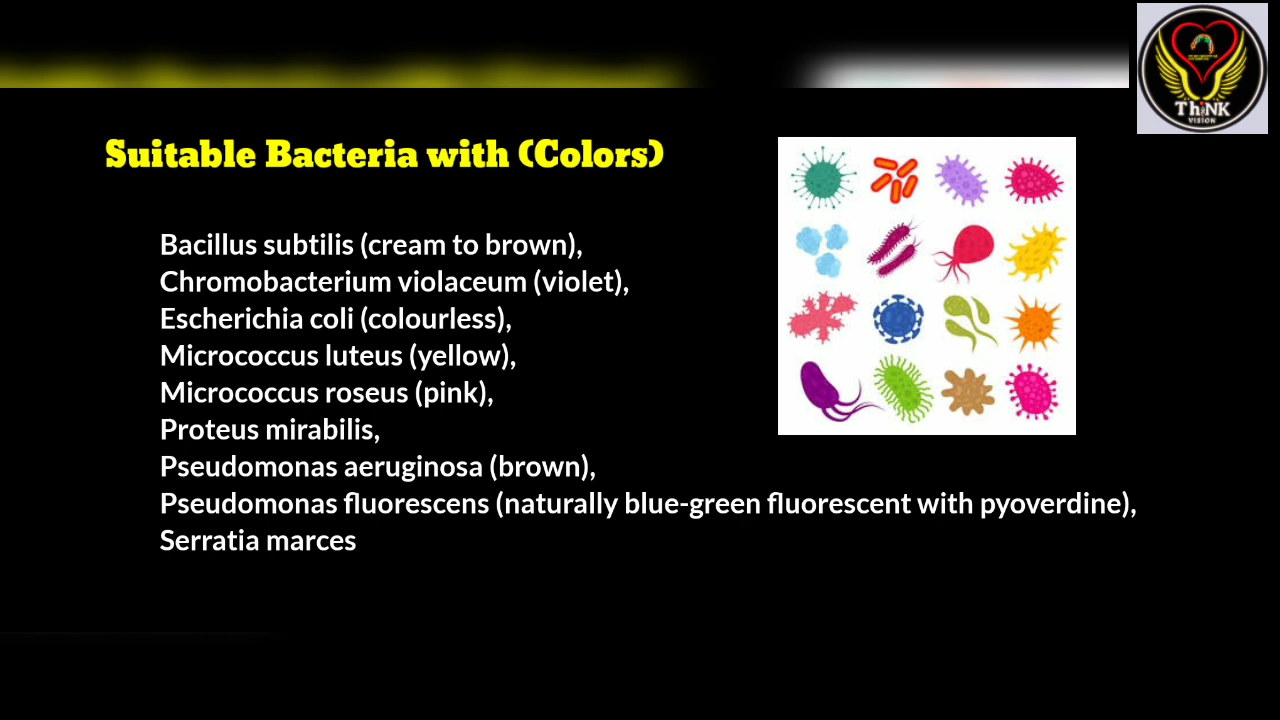 ThiNK
VISION
Suitable Bacteria with (Colors)
Bacillus subtilis (cream to brown),
Chromobacterium violaceum (violet),
Escherichia coli (colourless),
Micrococcus luteus (yellow),
Micrococcus roseus (pink),
Proteus mirabilis,
Pseudomonas aeruginosa (brown),
Pseudomonas fluorescens (naturally blue-green fluorescent with pyoverdine),
Serratia marces